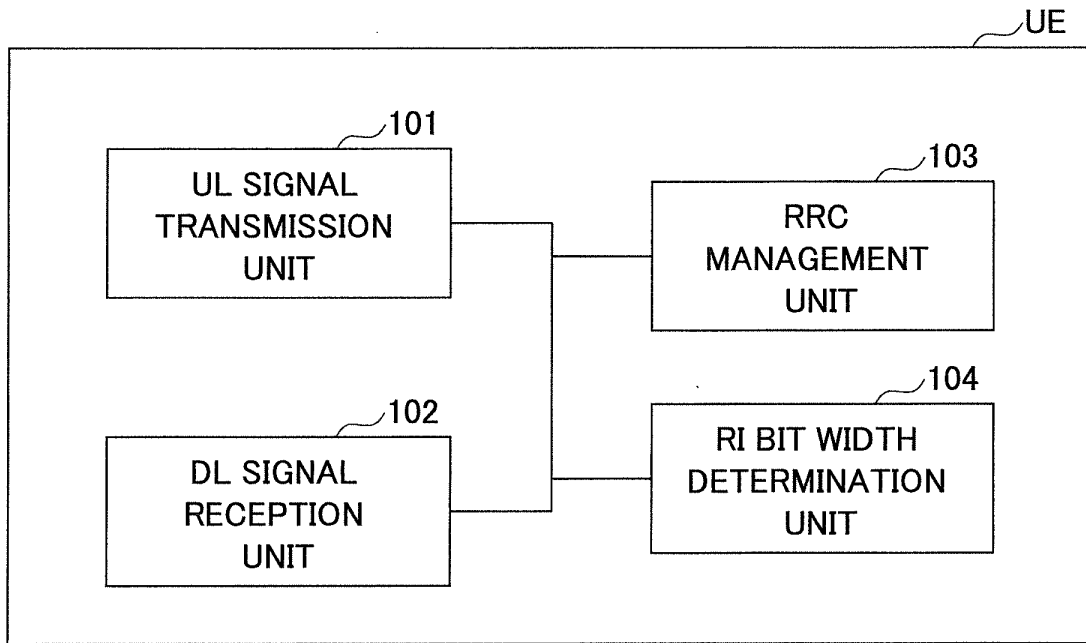 UE
101
UL SIGNAL
TRANSMISSION
UNIT
103
RRC
MANAGEMENT
UNIT
102
DL SIGNAL
RECEPTION
UNIT
104
RI BIT WIDTH
DETERMINATION
UNIT